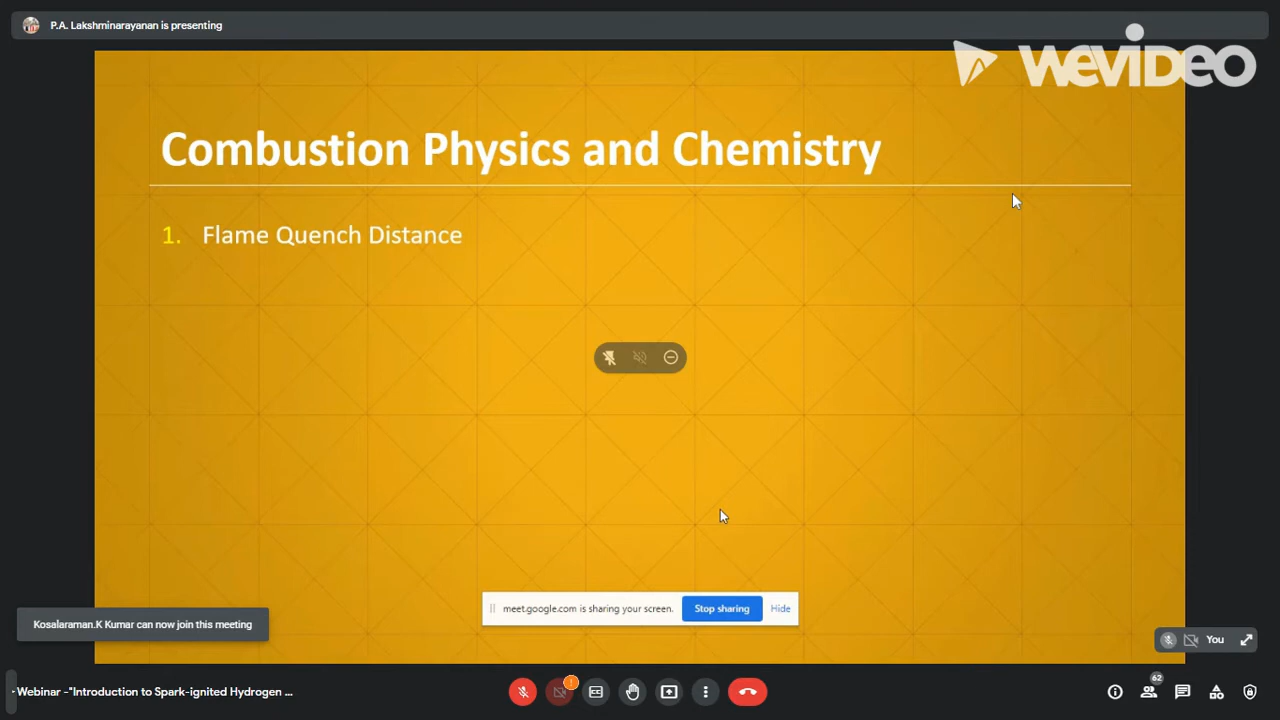 P.A. Lakshminarayanan is presenting
WeVideo
Combustion Physics and Chemistry
1. Flame Quench Distance
meet.google.com is sharing your screen. Stop sharing Hide
Kosalaraman.K Kumar can now join this meeting
You
62
-Webinar -"Introduction to Spark-ignited Hydrogen ...